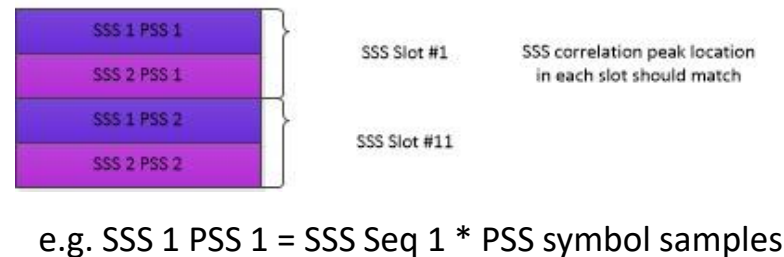 SSS 1 PSS 1
SSS 2 PSS 1
SSS 1 PSS 2
SSS 2 PSS 2
SSS Slot #1
SSS Slot #11
SSS correlation peak location
in each slot should match
e.g. SSS 1 PSS 1 = SSS Seq 1 * PSS symbol samples